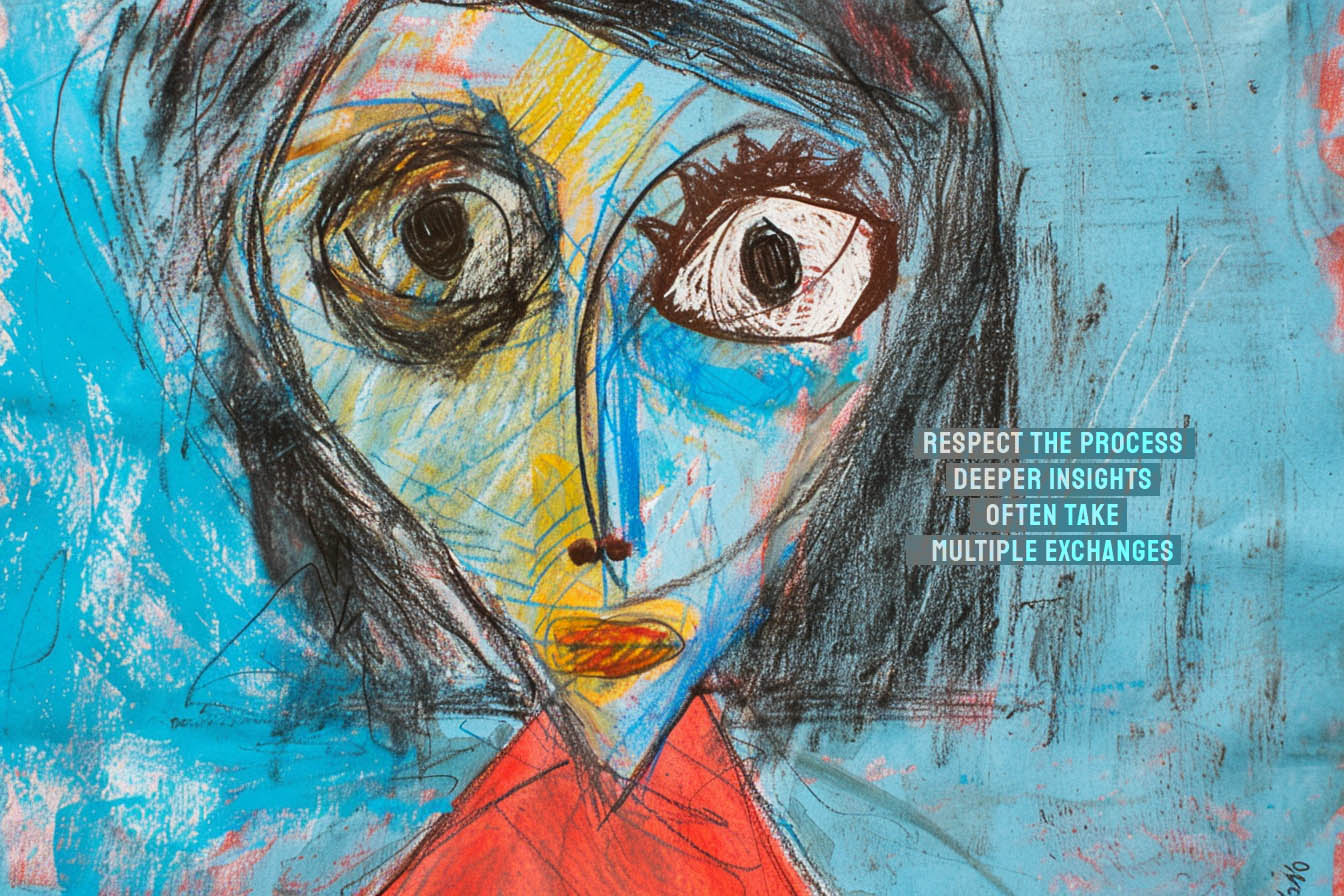 RESPECT THE PROCESS
DEEPER INSIGHTS
OFTEN TAKE
MULTIPLE EXCHANGES